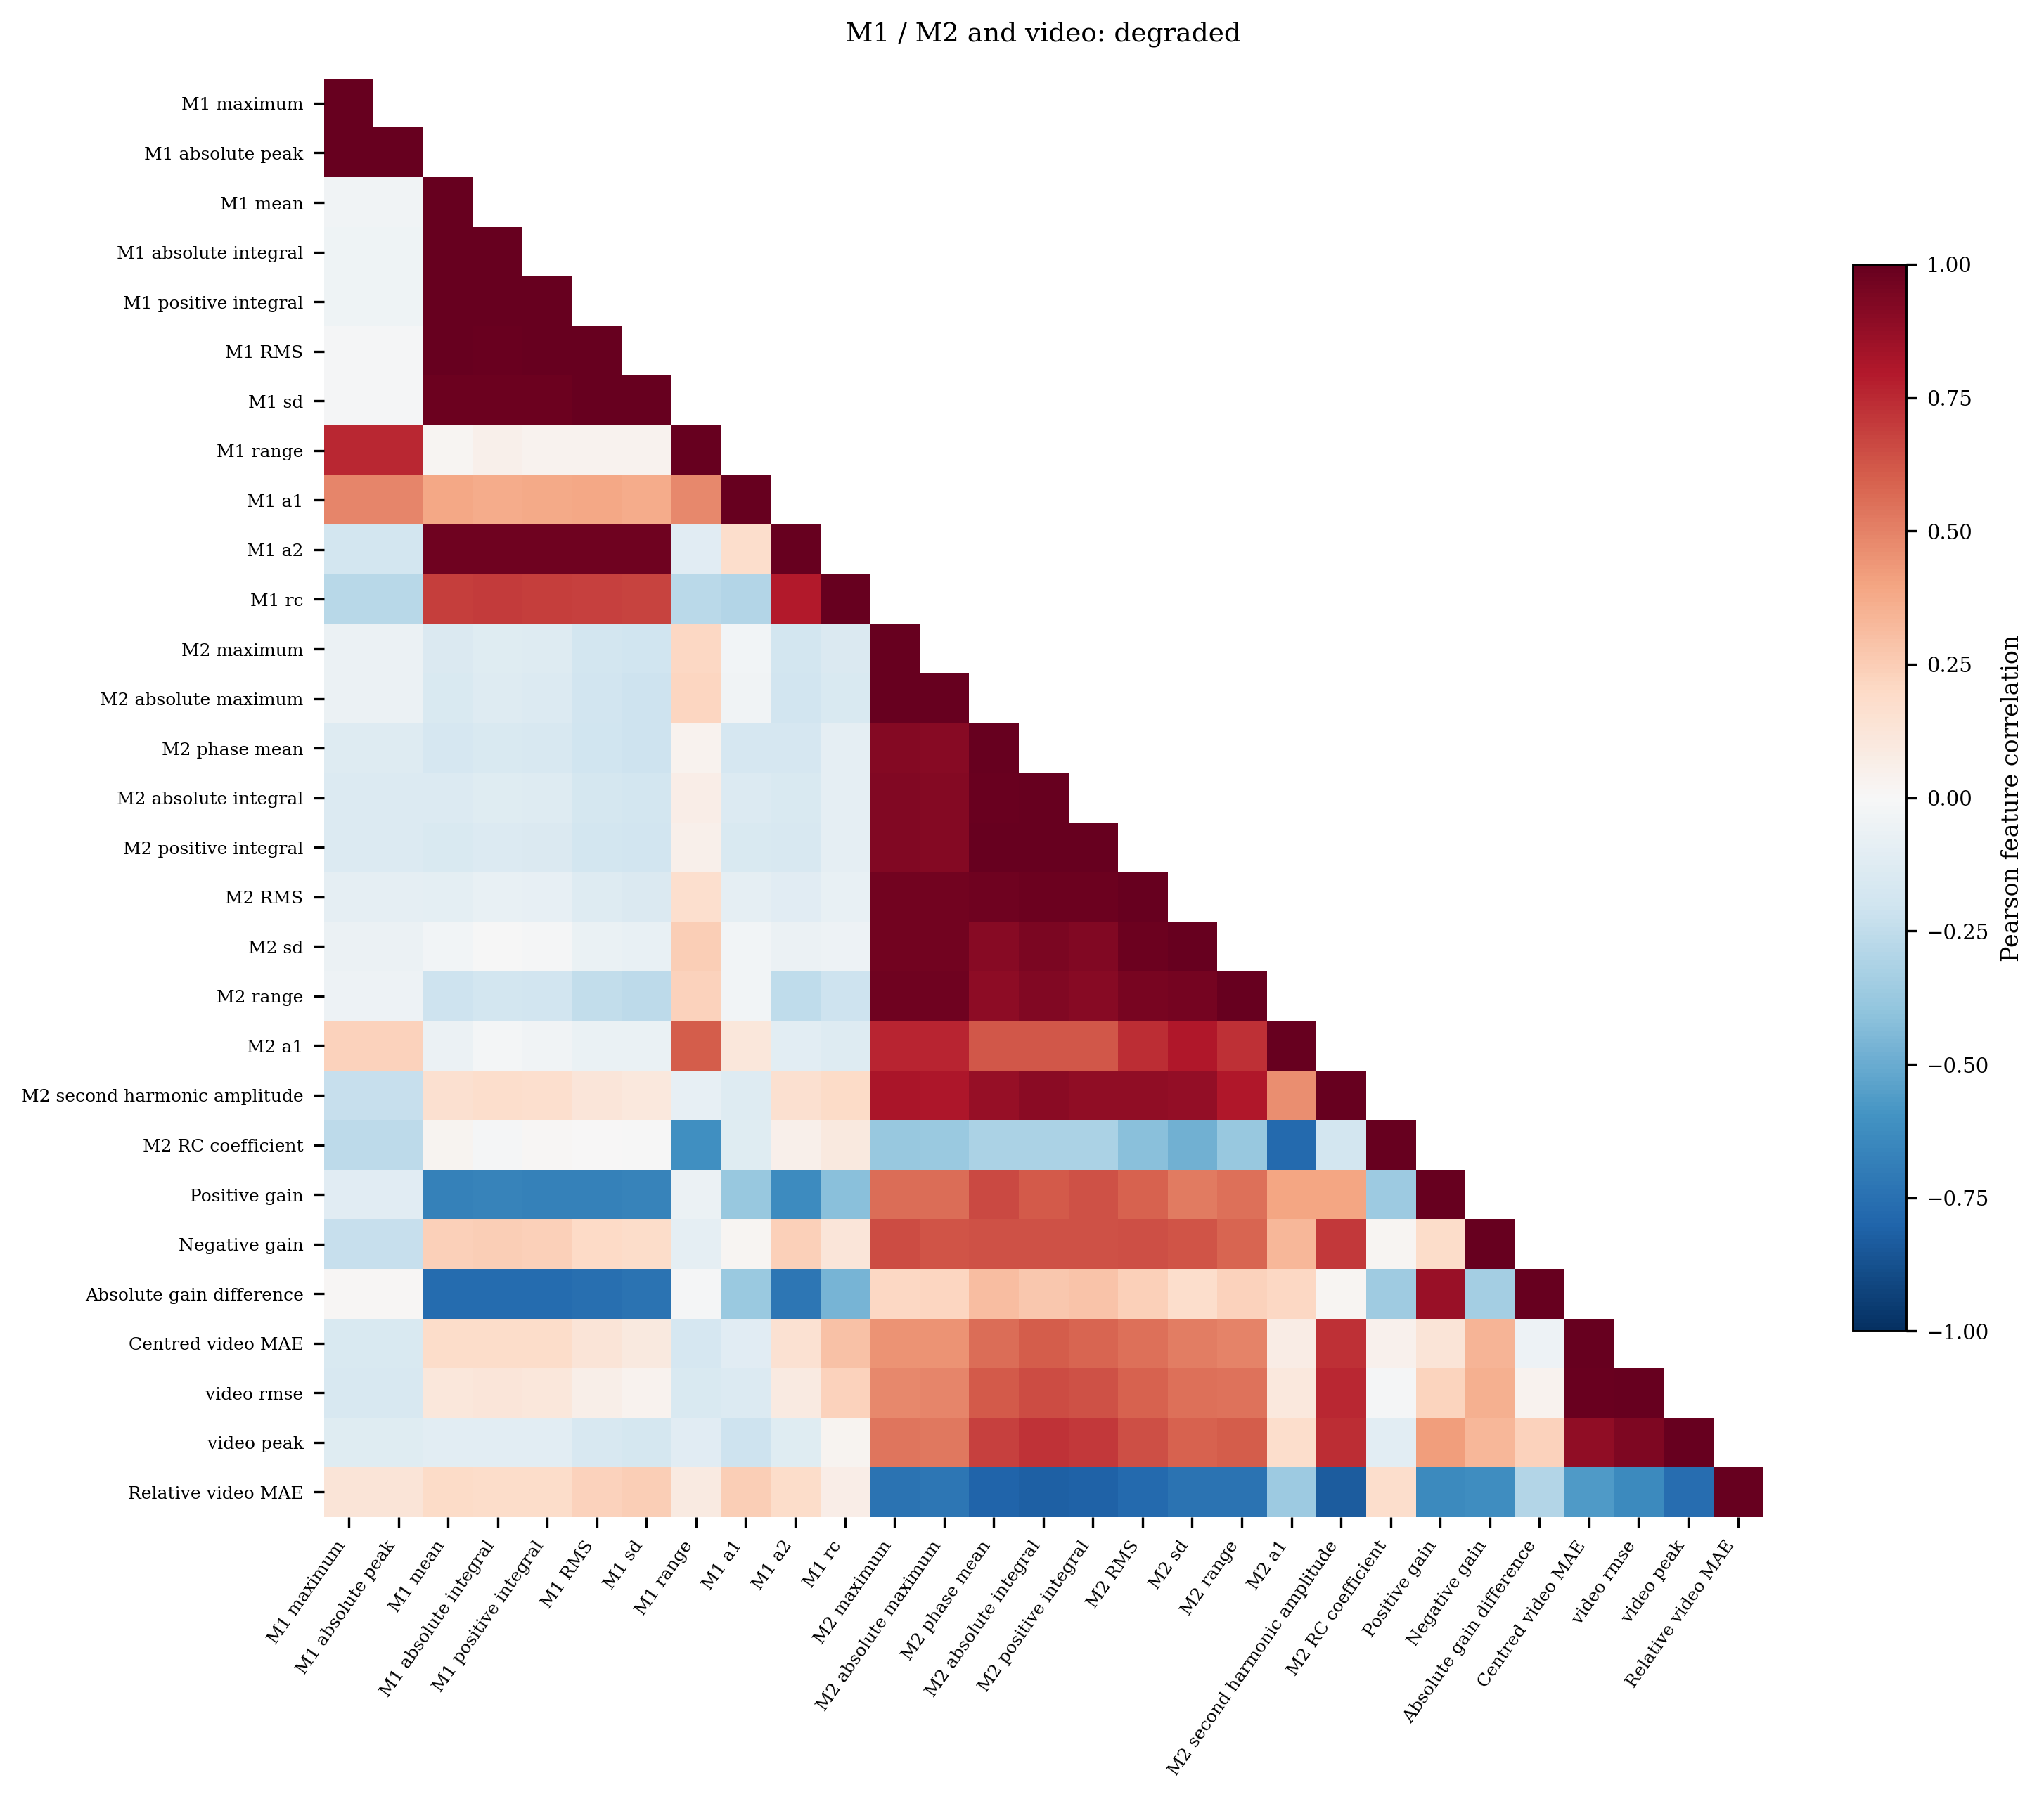 M1 / M2 and video: degraded
M1 maximum
M1 absolute peak
M1 mean
M1 absolute integral
M1 positive integral
M1 RMS
M1 sd
M1 range
M1 a1
M1 a2
M1 rc
M2 maximum
M2 absolute maximum
M2 phase mean
M2 absolute integral
M2 positive integral
M2 RMS
M2 sd
M2 range
M2 a1
M2 second harmonic amplitude
M2 RC coefficient
Positive gain
Negative gain
Absolute gain difference
Centred video MAE
video rmse
video peak
Relative video MAE
M1 maximum
M1 absolute peak
M1 mean
M1 absolute integral
M1 positive integral
M1 RMS
M1 sd
M1 range
M1 a1
M1 a2
M1 rc
M2 maximum
M2 absolute maximum
M2 phase mean
M2 absolute integral
M2 positive integral
M2 RMS
M2 sd
M2 range
M2 a1
M2 second harmonic amplitude
M2 RC coefficient
Positive gain
Negative gain
Absolute gain difference
Centred video MAE
video rmse
video peak
Relative video MAE
1.00
0.75
0.50
0.25
0.00
−0.25
−0.50
−0.75
−1.00
Pearson feature correlation